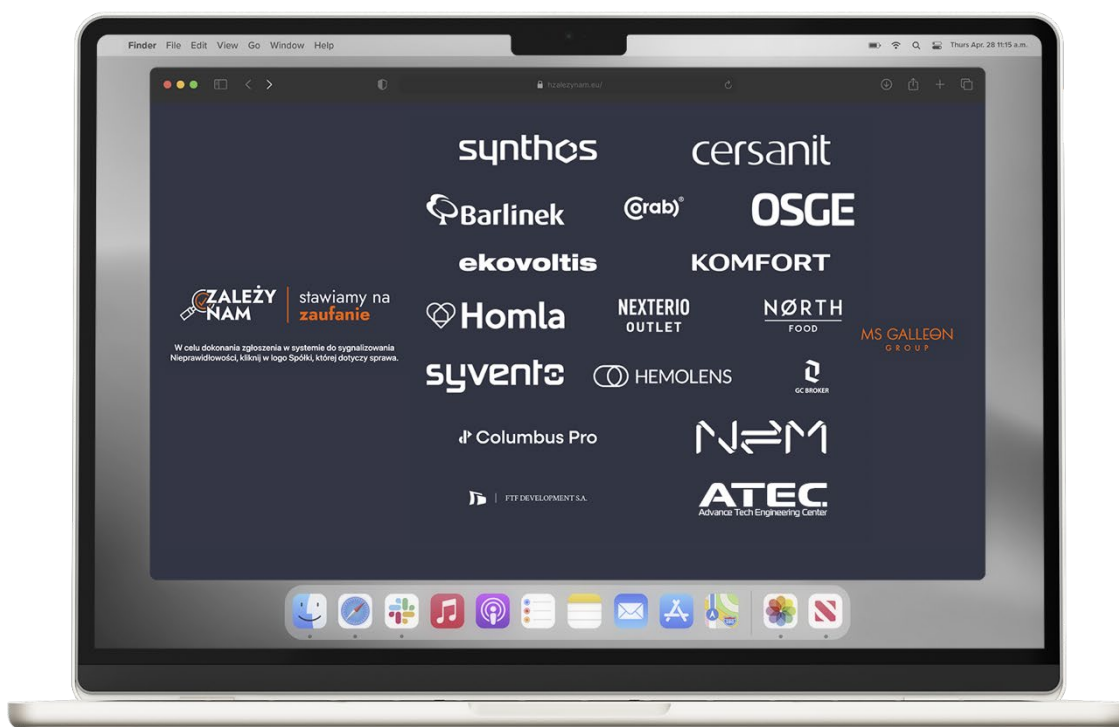 Finder File Edit View Go Window Help
Thurs Apr. 28 11:15 a.m.
hzalezynam.eu/
synthos
cersanit
Barlinek
Corab®
OSGE
ekovoltis
KOMFORT
ZALEŻY
NAM
stawiamy na
zaufanie
W celu dokonania zgłoszenia w systemie do sygnalizowania
Nieprawidłowości, kliknij w logo Spółki, której dotyczy sprawa.
Homla
NEXTERIO
OUTLET
NØRTH
FOOD
MS GALLEON
GROUP
syvento
HEMOLENS
GC BROKER
Columbus Pro
FTF DEVELOPMENT S.A.
ATEC.
Advance Tech Engineering Center